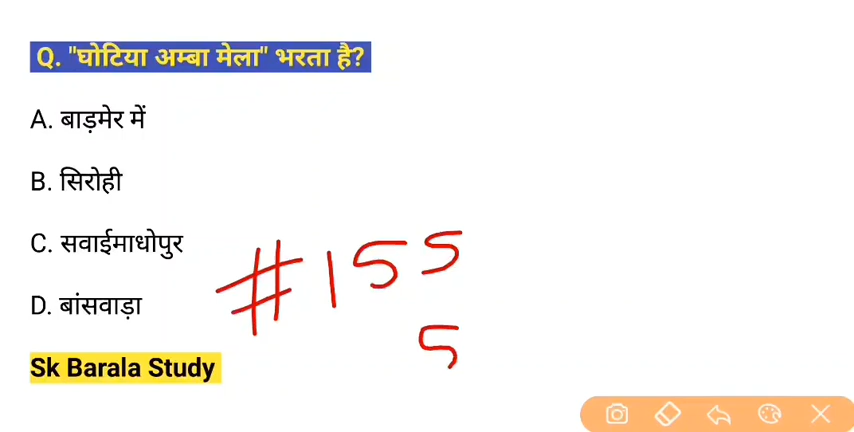 Q. "घोटिया अम्बा मेला" भरता है?
A. बाड़मेर में
B. सिरोही
C. सवाईमाधोपुर
D. बांसवाड़ा
#155
5
Sk Barala Study